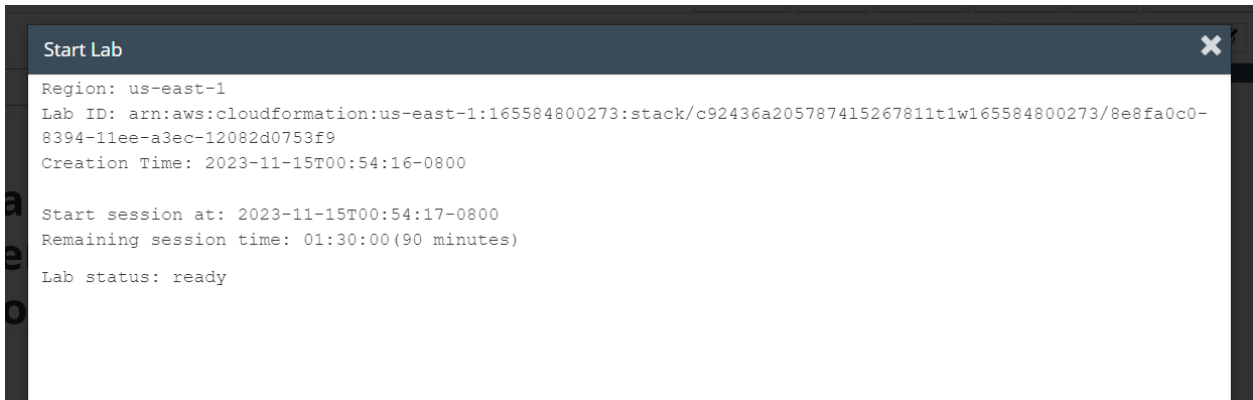 Start Lab
Region: us-east-1
Lab ID: arn:aws:cloudformation:us-east-1:165584800273:stack/c92436a205787415267811t1w165584800273/8e8fa0c0-
8394-11ee-a3ec-12082d0753f9
Creation Time: 2023-11-15T00:54:16-0800
Start session at: 2023-11-15T00:54:17-0800
Remaining session time: 01:30:00(90 minutes)
Lab status: ready